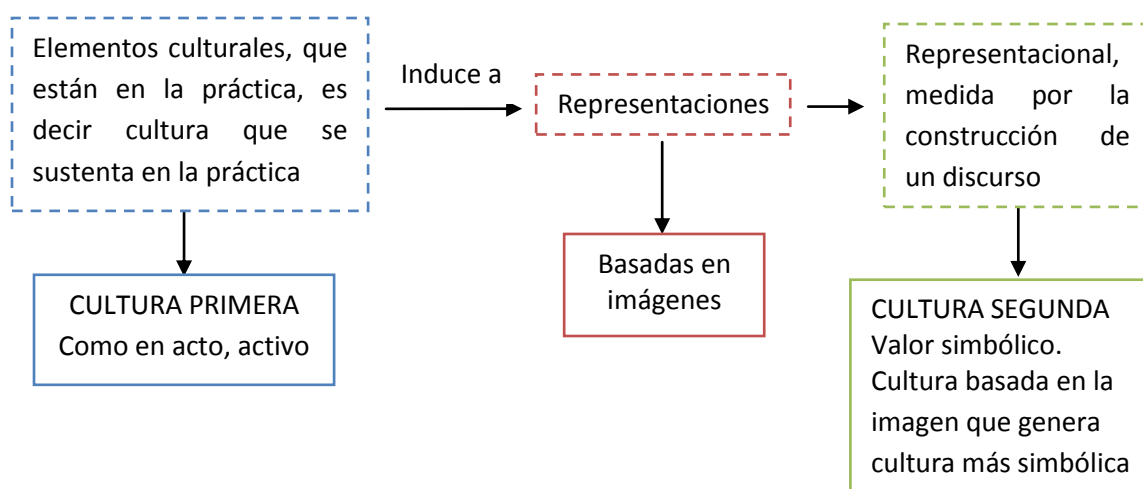 Elementos culturales, que
están en la práctica, es
decir cultura que se
sustenta en la práctica
Induce a
Representaciones
Representacional,
medida por la
construcción de
un discurso
CULTURA PRIMERA
Como en acto, activo
Basadas en
imágenes
CULTURA SEGUNDA
Valor simbólico.
Cultura basada en la
imagen que genera
cultura más simbólica